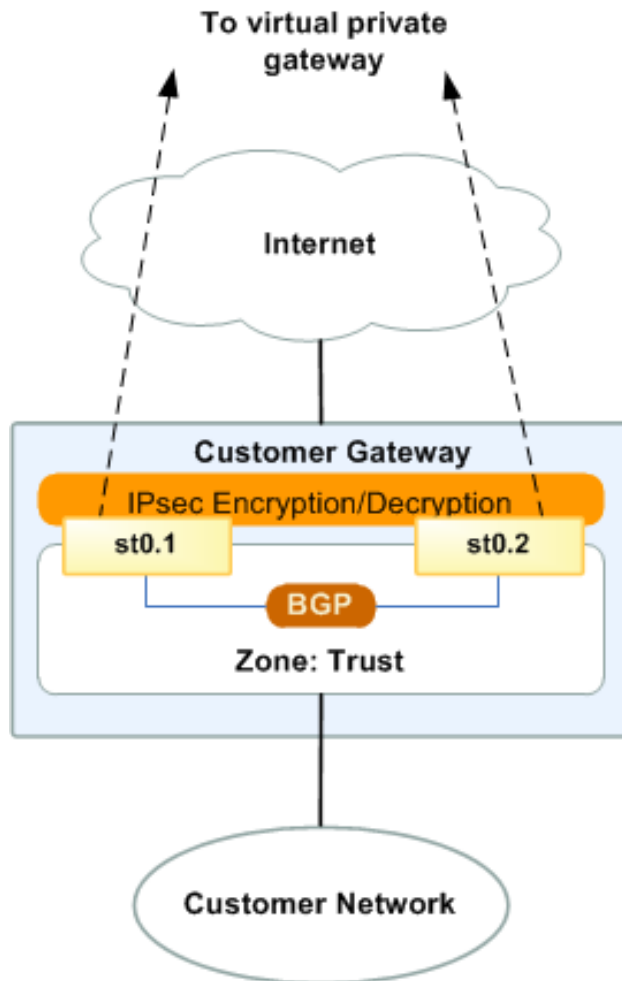 To virtual private
gateway
Internet
Customer Gateway
IPsec Encryption/Decryption
st0.1
st0.2
BGP
Zone: Trust
Customer Network